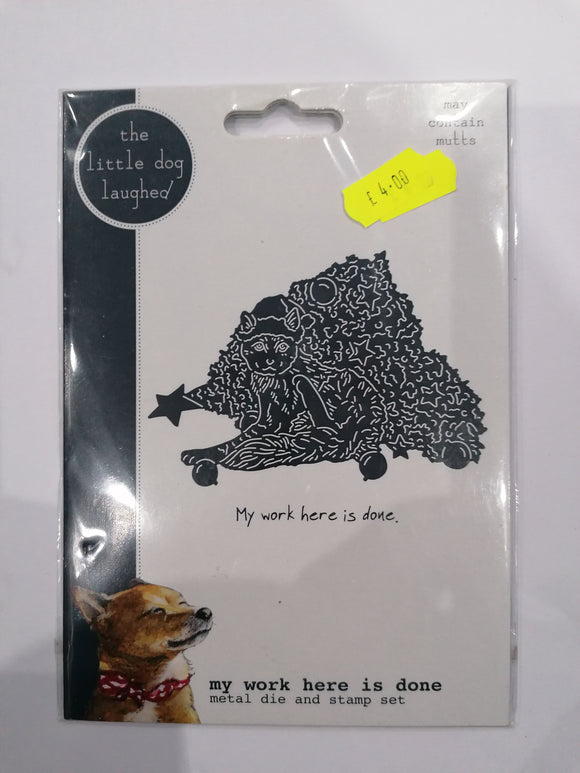 the
little dog
laughed
may
contain
mutts
£4.00
My work here is done.
my work here is done
metal die and stamp set